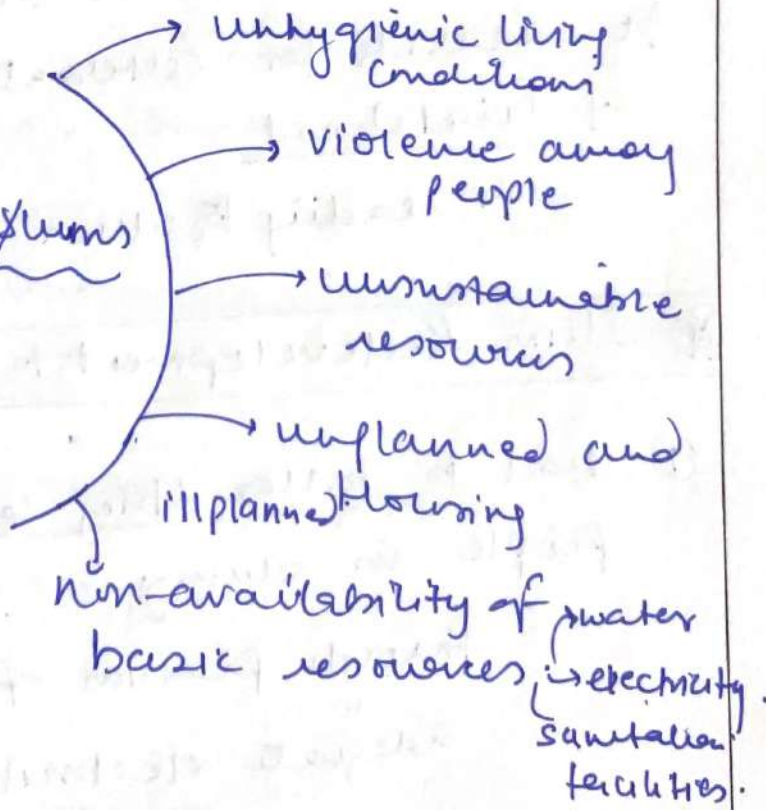 unhygienic living
conditions
violence among
people
slums
unsustainable
resources
unplanned and
illplanned Housing
non-availability of →water
basic resources →electricity.
sanitation
facilities.